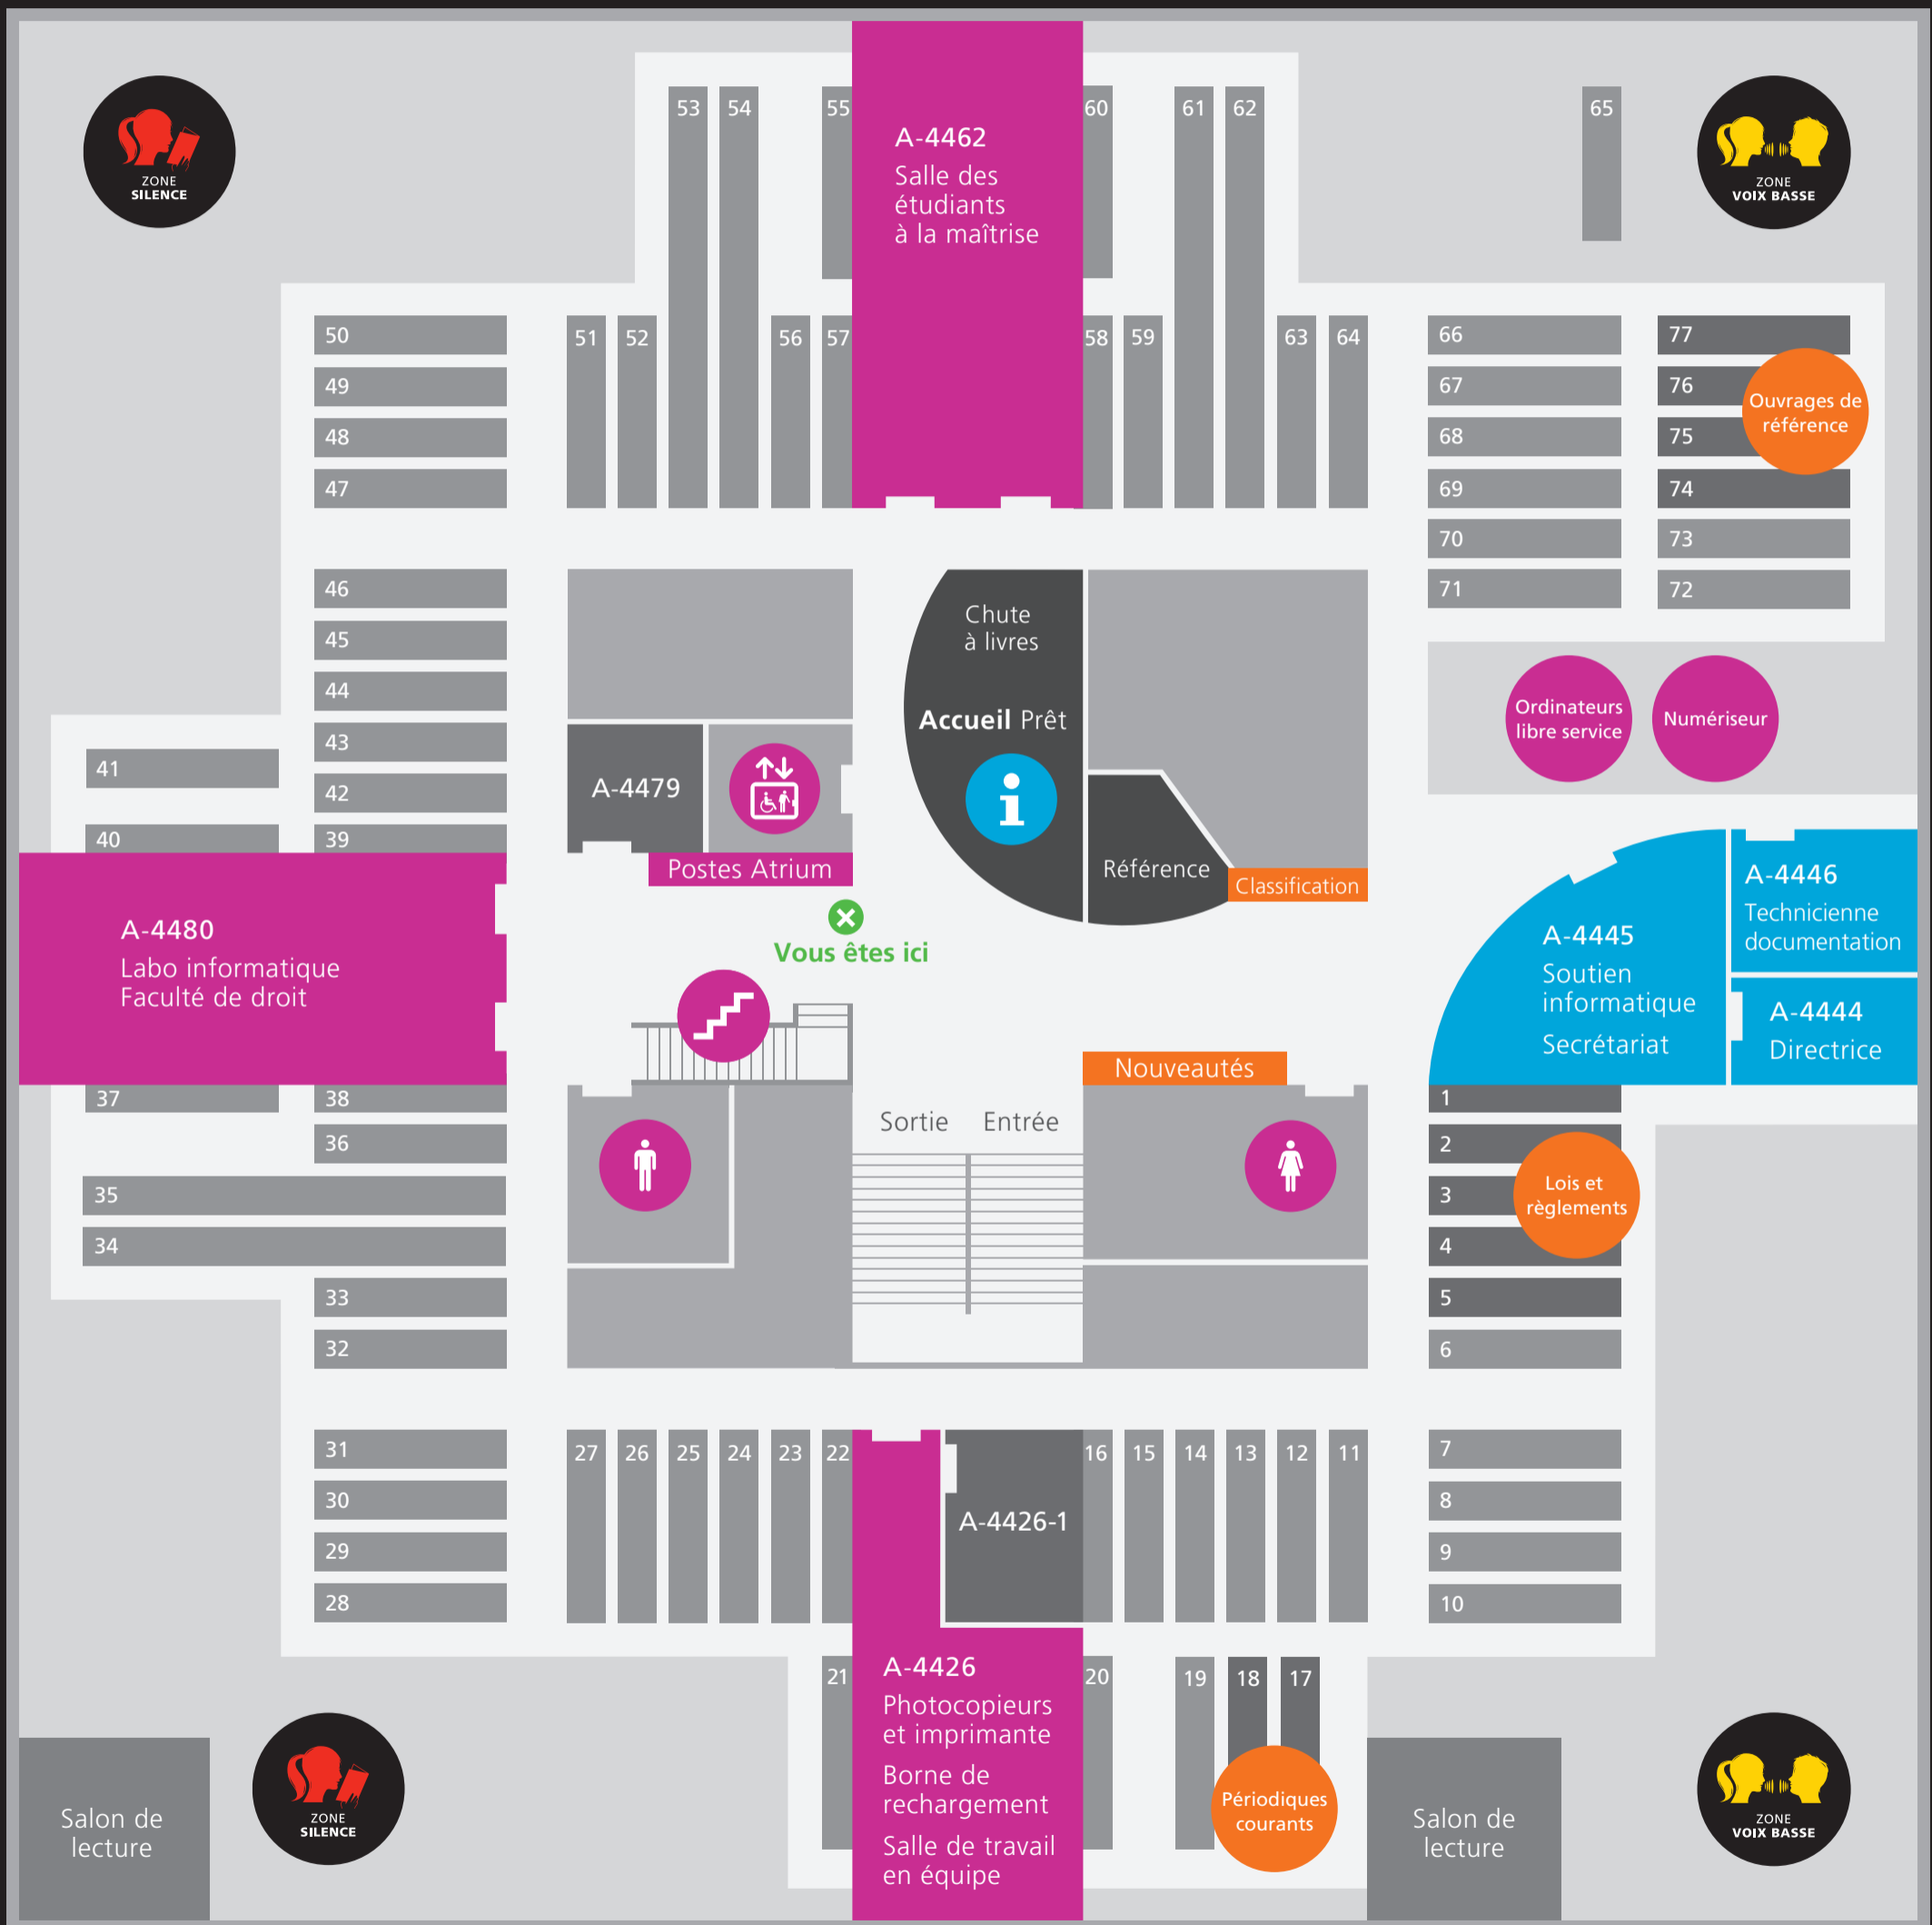 ZONE
SILENCE
53
54
55
A-4462
Salle des
étudiants
à la maîtrise
60
61
62
65
ZONE
VOIX BASSE
50
49
48
47
51
52
56
57
58
59
63
64
66
67
68
69
70
71
77
76
75
74
73
72
Ouvrages de
référence
46
45
44
43
42
39
41
40
Chute
à livres
Accueil Prêt
A-4479
Postes Atrium
Référence
Classification
Ordinateurs
libre service
Numériseur
A-4480
Labo informatique
Faculté de droit
Vous êtes ici
A-4445
Soutien
informatique
Secrétariat
A-4446
Technicienne
documentation
A-4444
Directrice
Nouveautés
Sortie
Entrée
37
38
36
35
34
33
32
1
2
3
4
5
6
Lois et
règlements
31
30
29
28
27
26
25
24
23
22
A-4426-1
16
15
14
13
12
11
7
8
9
10
21
A-4426
Photocopieurs
et imprimante
Borne de
rechargement
Salle de travail
en équipe
20
19
18
17
Périodiques
courants
Salon de
lecture
ZONE
SILENCE
Salon de
lecture
ZONE
VOIX BASSE